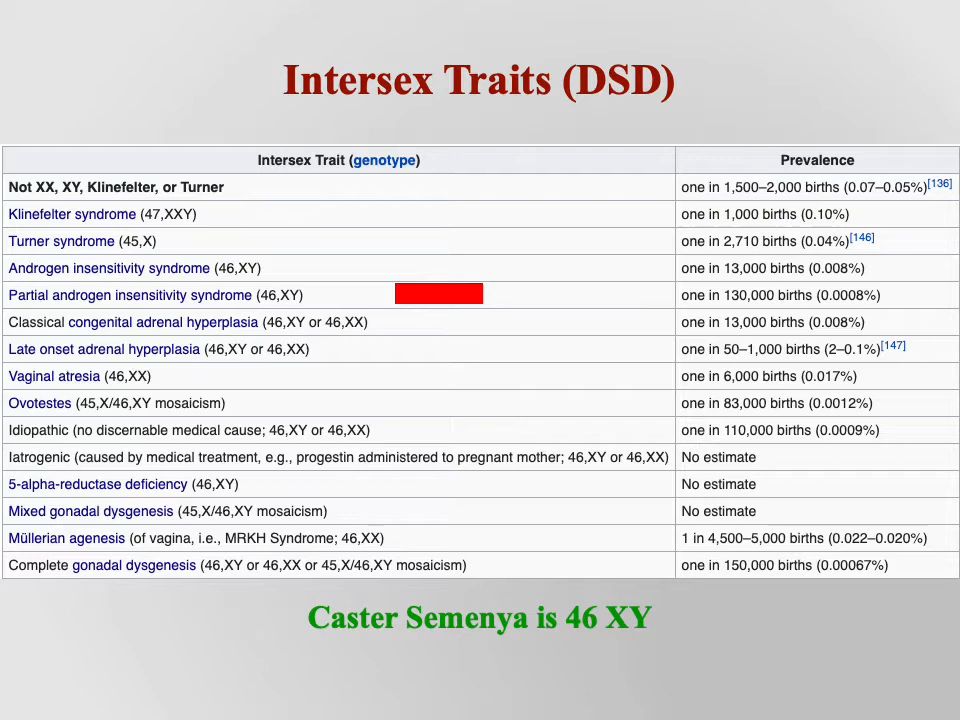 Intersex Traits (DSD)
Intersex Trait (genotype) Prevalence
Not XX, XY, Klinefelter, or Turner one in 1,500–2,000 births (0.07–0.05%)[136]
Klinefelter syndrome (47,XXY) one in 1,000 births (0.10%)
Turner syndrome (45,X) one in 2,710 births (0.04%)[146]
Androgen insensitivity syndrome (46,XY) one in 13,000 births (0.008%)
Partial androgen insensitivity syndrome (46,XY) one in 130,000 births (0.0008%)
Classical congenital adrenal hyperplasia (46,XY or 46,XX) one in 13,000 births (0.008%)
Late onset adrenal hyperplasia (46,XY or 46,XX) one in 50–1,000 births (2–0.1%)[147]
Vaginal atresia (46,XX) one in 6,000 births (0.017%)
Ovotestes (45,X/46,XY mosaicism) one in 83,000 births (0.0012%)
Idiopathic (no discernable medical cause; 46,XY or 46,XX) one in 110,000 births (0.0009%)
Iatrogenic (caused by medical treatment, e.g., progestin administered to pregnant mother; 46,XY or 46,XX) No estimate
5-alpha-reductase deficiency (46,XY) No estimate
Mixed gonadal dysgenesis (45,X/46,XY mosaicism) No estimate
Müllerian agenesis (of vagina, i.e., MRKH Syndrome; 46,XX) 1 in 4,500–5,000 births (0.022–0.020%)
Complete gonadal dysgenesis (46,XY or 46,XX or 45,X/46,XY mosaicism) one in 150,000 births (0.00067%)
Caster Semenya is 46 XY